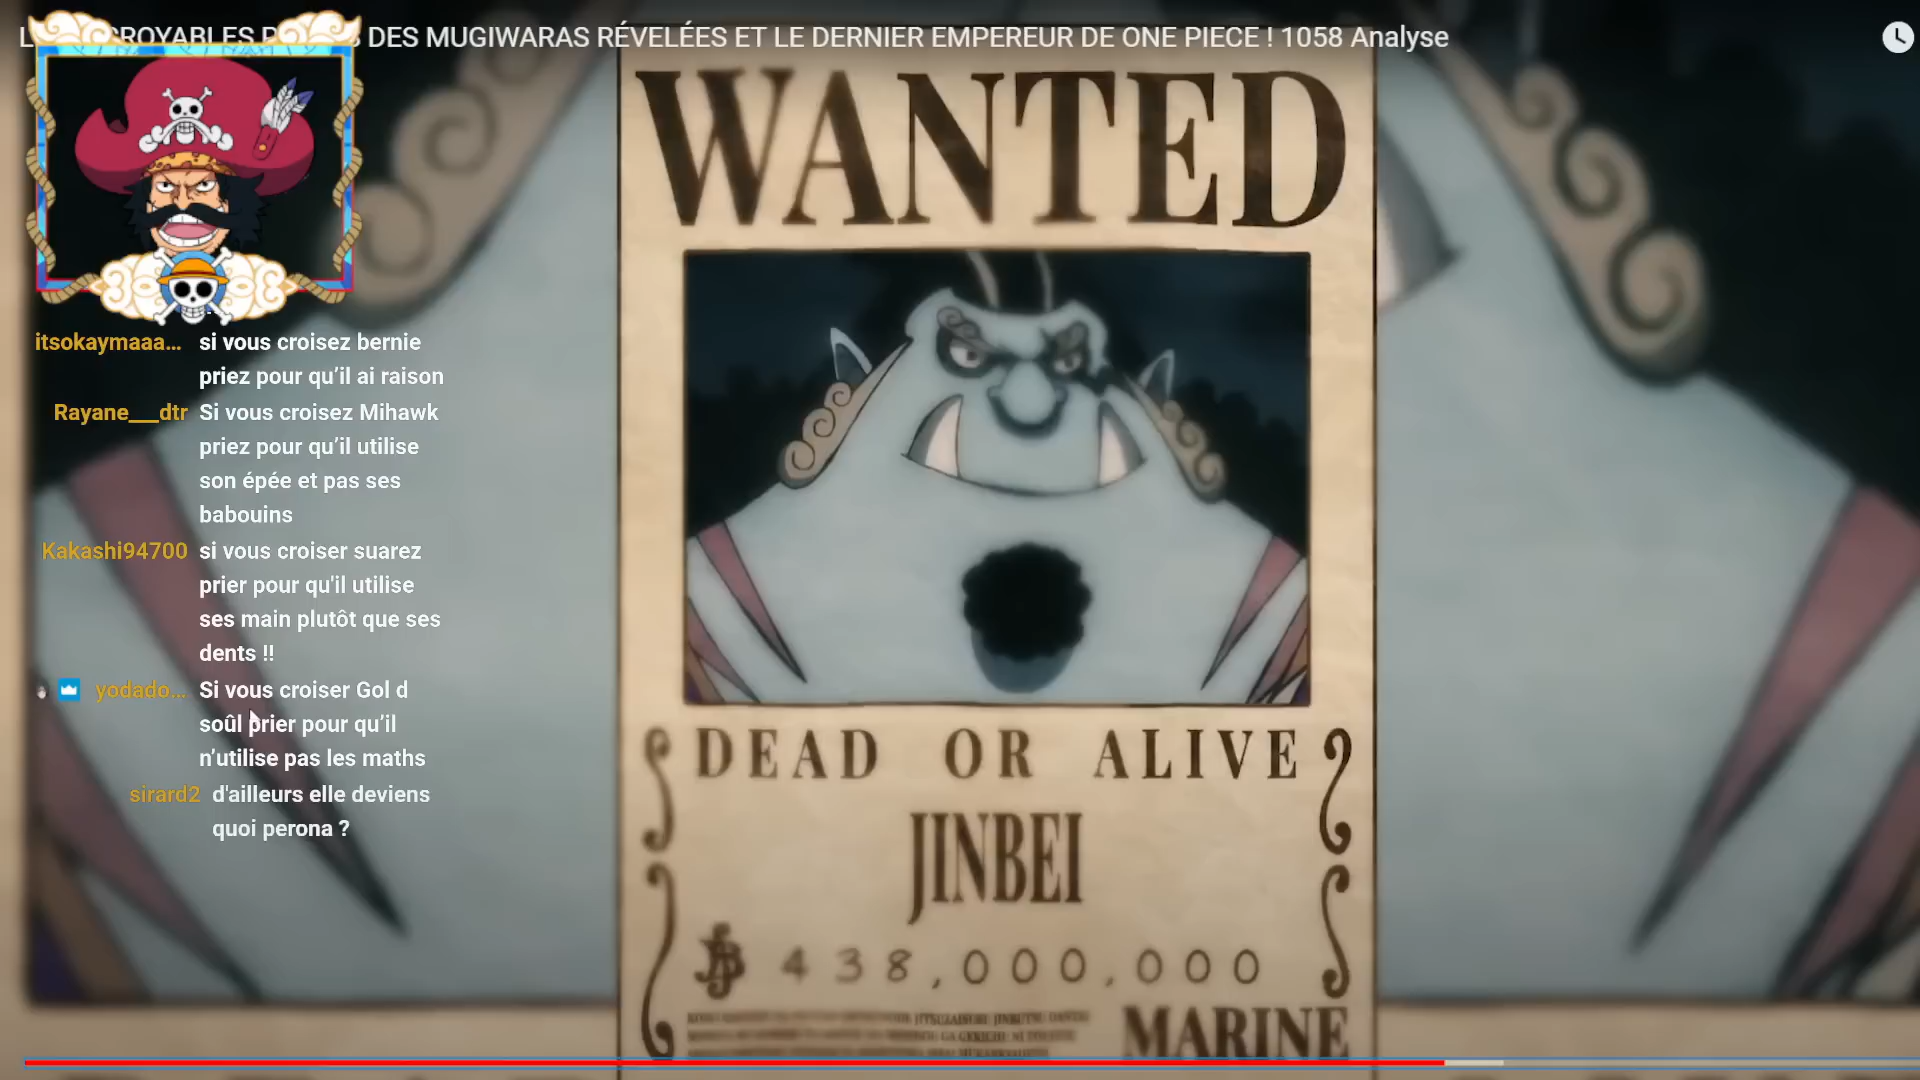 DES MUGIWARAS RÉVELÉES ET LE DERNIER EMPEREUR DE ONE PIECE ! 1058 Analyse
WANTED
itsokaymaaa... si vous croisez bernie
priez pour qu’il ai raison
Rayane___dtr Si vous croisez Mihawk
priez pour qu’il utilise
son épée et pas ses
babouins
Kakashi94700 si vous croiser suarez
prier pour qu'il utilise
ses main plutôt que ses
dents !!
yodado... Si vous croiser Gol d
soûl prier pour qu’il
n’utilise pas les maths
sirard2 d'ailleurs elle deviens
quoi perona ?
DEAD OR ALIVE
JINBEI
438,000,000
MARINE